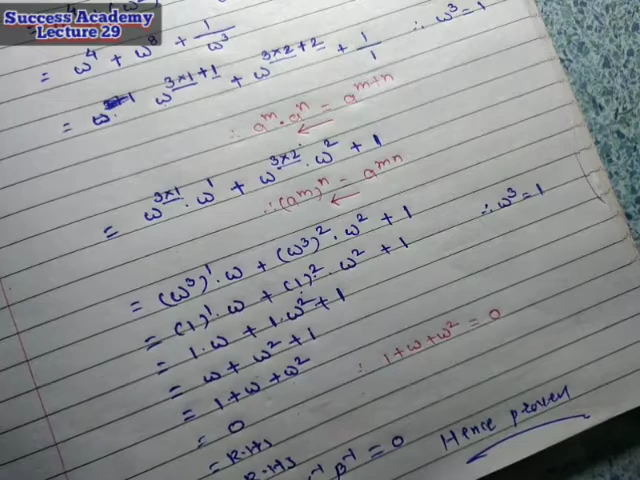 Success Academy
Lecture 29
= ω⁴ + ω⁸ + 1/ω³ ∴ ω³ = 1
= ω^(3×1+1) + ω^(3×2+2) + 1/1
∴ aᵐ · aⁿ = aᵐ⁺ⁿ
= ω^(3×1) · ω¹ + ω^(3×2) · ω² + 1
∴ (aᵐ)ⁿ = aᵐⁿ
= (ω³)¹ · ω + (ω³)² · ω² + 1 ∴ ω³ = 1
= (1)¹ · ω + (1)² · ω² + 1
= 1 · ω + 1 · ω² + 1
= ω + ω² + 1
= 1 + ω + ω² ∴ 1 + ω + ω² = 0
= 0
= R.H.S
R.H.S
β⁻¹ = 0 Hence proven